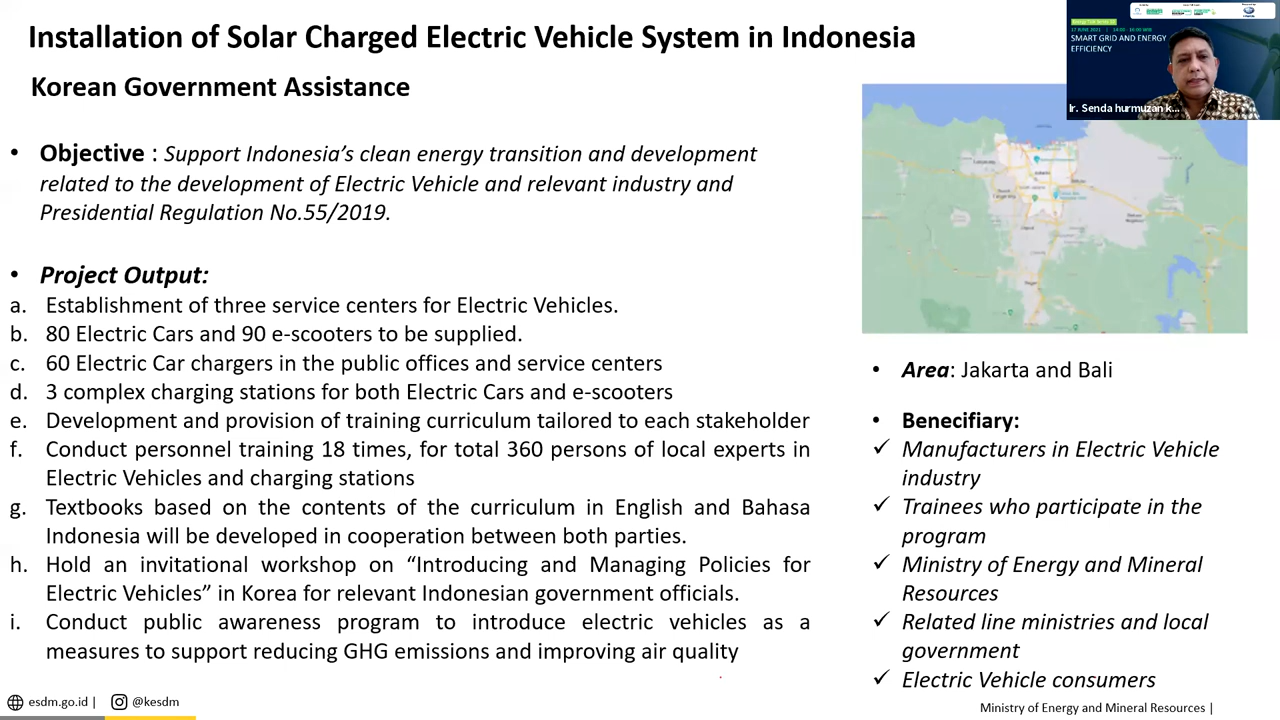 Installation of Solar Charged Electric Vehicle System in Indonesia
Korean Government Assistance
• Objective : Support Indonesia's clean energy transition and development
related to the development of Electric Vehicle and relevant industry and
Presidential Regulation No.55/2019.
• Project Output:
a. Establishment of three service centers for Electric Vehicles.
b. 80 Electric Cars and 90 e-scooters to be supplied.
c. 60 Electric Car chargers in the public offices and service centers
d. 3 complex charging stations for both Electric Cars and e-scooters
e. Development and provision of training curriculum tailored to each stakeholder
f. Conduct personnel training 18 times, for total 360 persons of local experts in
Electric Vehicles and charging stations
g. Textbooks based on the contents of the curriculum in English and Bahasa
Indonesia will be developed in cooperation between both parties.
h. Hold an invitational workshop on “Introducing and Managing Policies for
Electric Vehicles” in Korea for relevant Indonesian government officials.
i. Conduct public awareness program to introduce electric vehicles as a
measures to support reducing GHG emissions and improving air quality
SMART GRID AND ENERGY
EFFICIENCY
Ir. Senda hurmuzan k...
• Area: Jakarta and Bali
• Benecifiary:
✓ Manufacturers in Electric Vehicle
industry
✓ Trainees who participate in the
program
✓ Ministry of Energy and Mineral
Resources
✓ Related line ministries and local
government
✓ Electric Vehicle consumers
esdm.go.id |
@kesdm
Ministry of Energy and Mineral Resources |